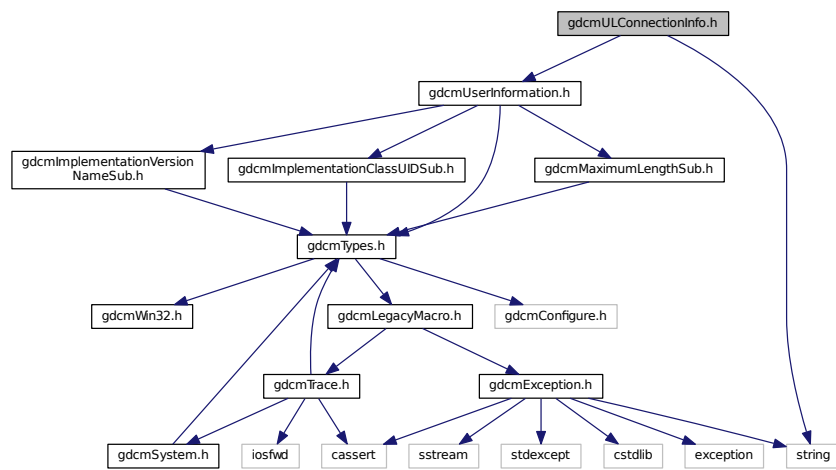 gdcmULConnectionInfo.h
gdcmUserInformation.h
gdcmImplementationVersion
NameSub.h
gdcmImplementationClassUIDSub.h
gdcmMaximumLengthSub.h
gdcmTypes.h
gdcmWin32.h
gdcmLegacyMacro.h
gdcmConfigure.h
gdcmTrace.h
gdcmException.h
gdcmSystem.h
iosfwd
cassert
sstream
stdexcept
cstdlib
exception
string